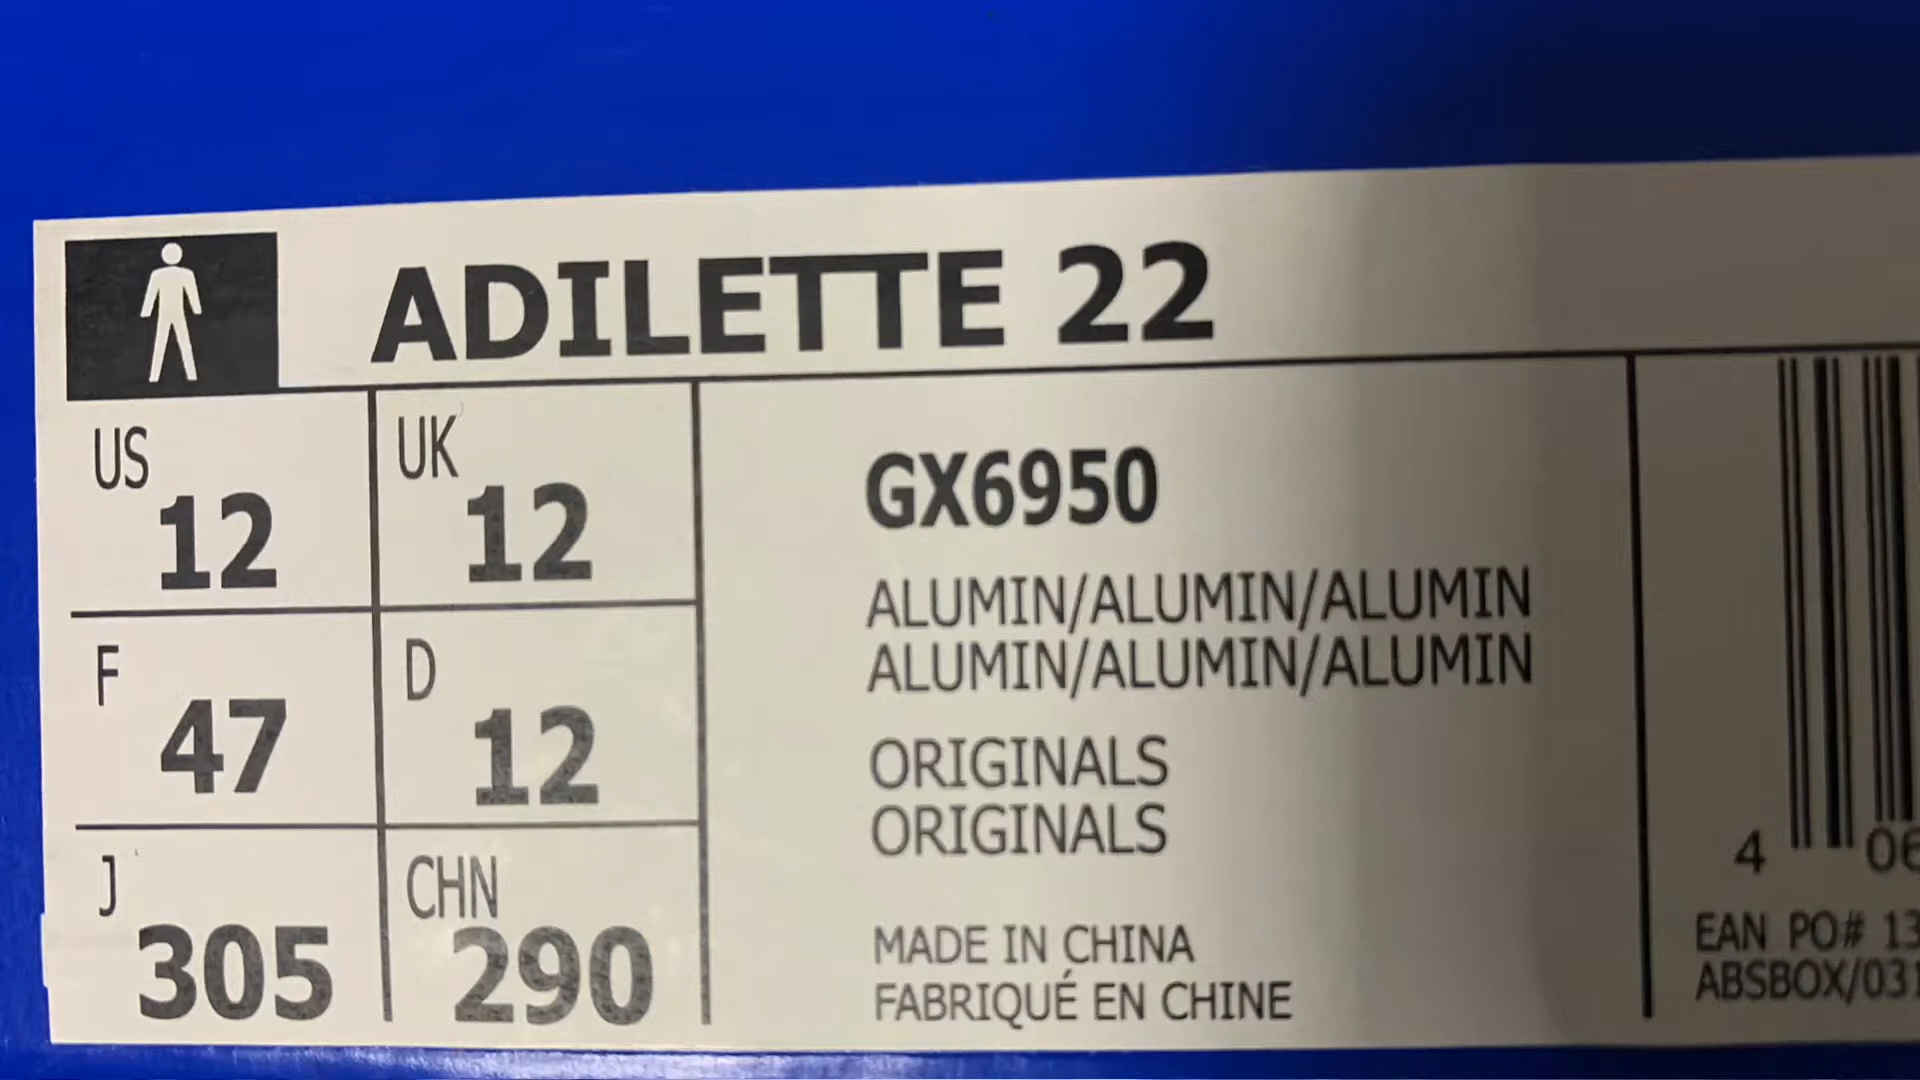 ADILETTE 22
US
12
UK
12
F
47
D
12
J
305
CHN
290
GX6950
ALUMIN/ALUMIN/ALUMIN
ALUMIN/ALUMIN/ALUMIN
ORIGINALS
ORIGINALS
MADE IN CHINA
FABRIQUÉ EN CHINE
4 06
EAN PO# 13
ABSBOX/031